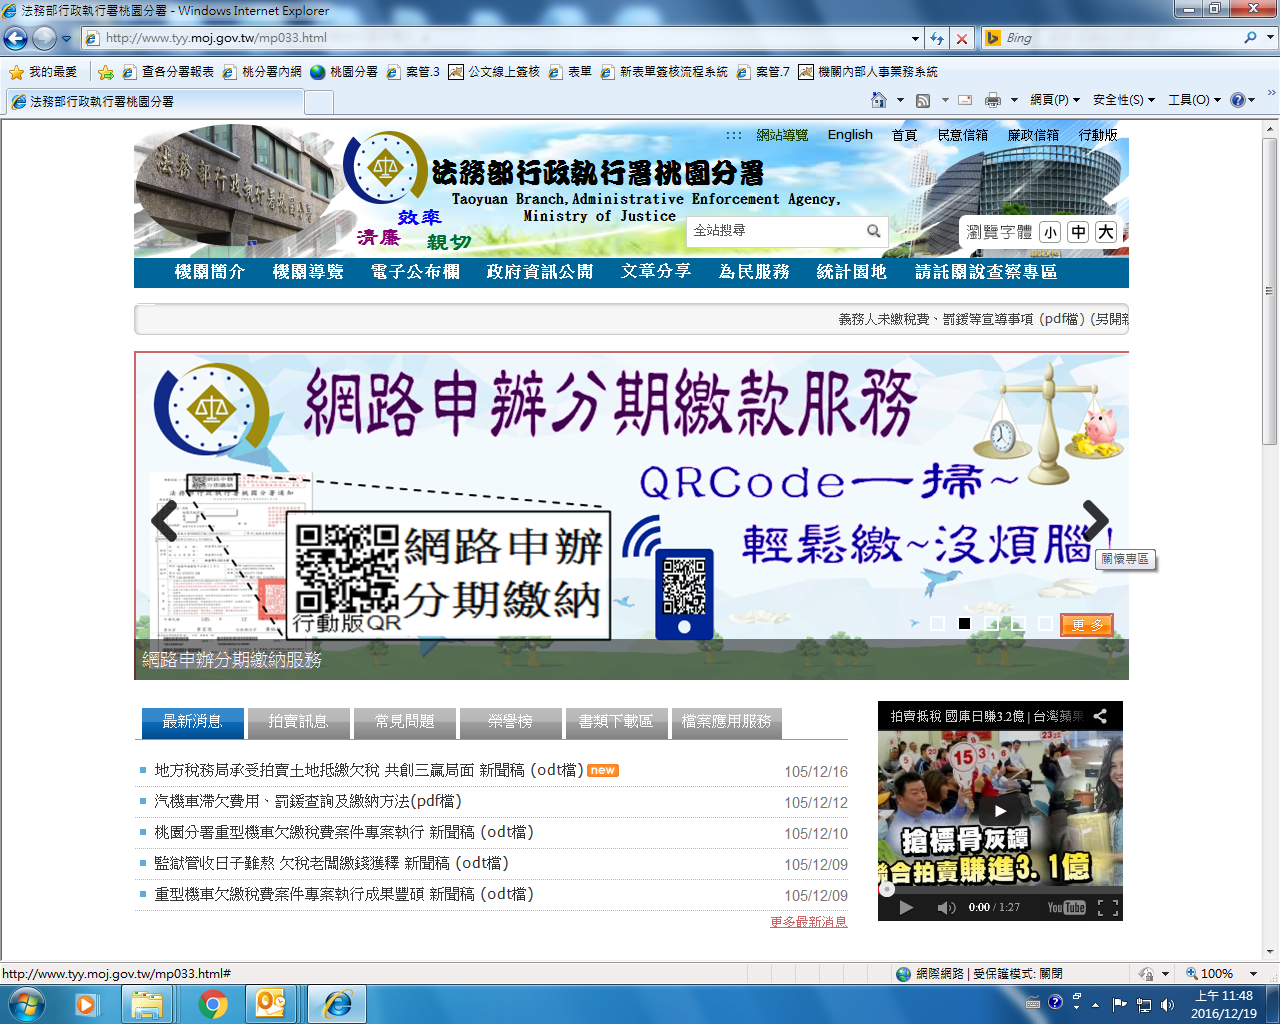 法務部行政執行署桃園分署 - Windows Internet Explorer
http://www.tyy.moj.gov.tw/mp033.html
Bing
我的最愛
查各分署報表
桃分署內網
桃園分署
案管.3
公文線上簽核
表單
新表單簽核流程系統
案管.7
機關內部人事業務系統
法務部行政執行署桃園分署
網頁(P)
安全性(S)
工具(O)
::: 網站導覽 English 首頁 民意信箱 廉政信箱 行動版
法務部行政執行署桃園分署
法務部行政執行署桃園分署
Taoyuan Branch,Administrative Enforcement Agency,
Ministry of Justice
效率
清廉
親切
全站搜尋
瀏覽字體 小 中 大
機關簡介 機關導覽 電子公布欄 政府資訊公開 文章分享 為民服務 統計園地 請託關說查察專區
義務人未繳稅費、罰鍰等宣導事項 (pdf檔) (另開新
網路申辦分期繳款服務
QRCode一掃~
輕鬆繳~沒煩腦!
網路申辦
分期繳納
行動版QR
關懷專區
更多
網路申辦分期繳納服務
最新消息 拍賣訊息 常見問題 榮譽榜 書類下載區 檔案應用服務
地方稅務局承受拍賣土地抵繳欠稅 共創三贏局面 新聞稿 (odt檔) new 105/12/16
汽機車滯欠費用、罰鍰查詢及繳納方法(pdf檔) 105/12/12
桃園分署重型機車欠繳稅費案件專案執行 新聞稿 (odt檔) 105/12/10
監獄管收日子難熬 欠稅老闆繳錢獲釋 新聞稿 (odt檔) 105/12/09
重型機車欠繳稅費案件專案執行成果豐碩 新聞稿 (odt檔) 105/12/09
更多最新消息
拍賣抵稅 國庫日賺3.2億 | 台灣蘋果
15
搶標骨灰罈
聯合拍賣賺進3.1億
0:00 / 1:27
YouTube
http://www.tyy.moj.gov.tw/mp033.html#
網際網路 | 受保護模式: 關閉
100%
上午 11:48
2016/12/19